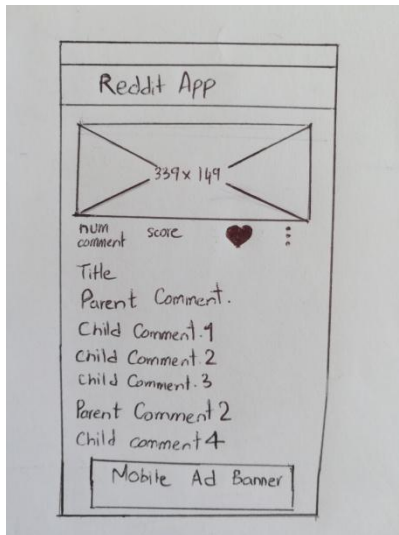 Reddit App
339 x 149
num comment
score
Title
Parent Comment.
Child Comment.1
Child Comment.2
Child Comment.3
Parent Comment 2
Child comment 4
Mobile Ad Banner